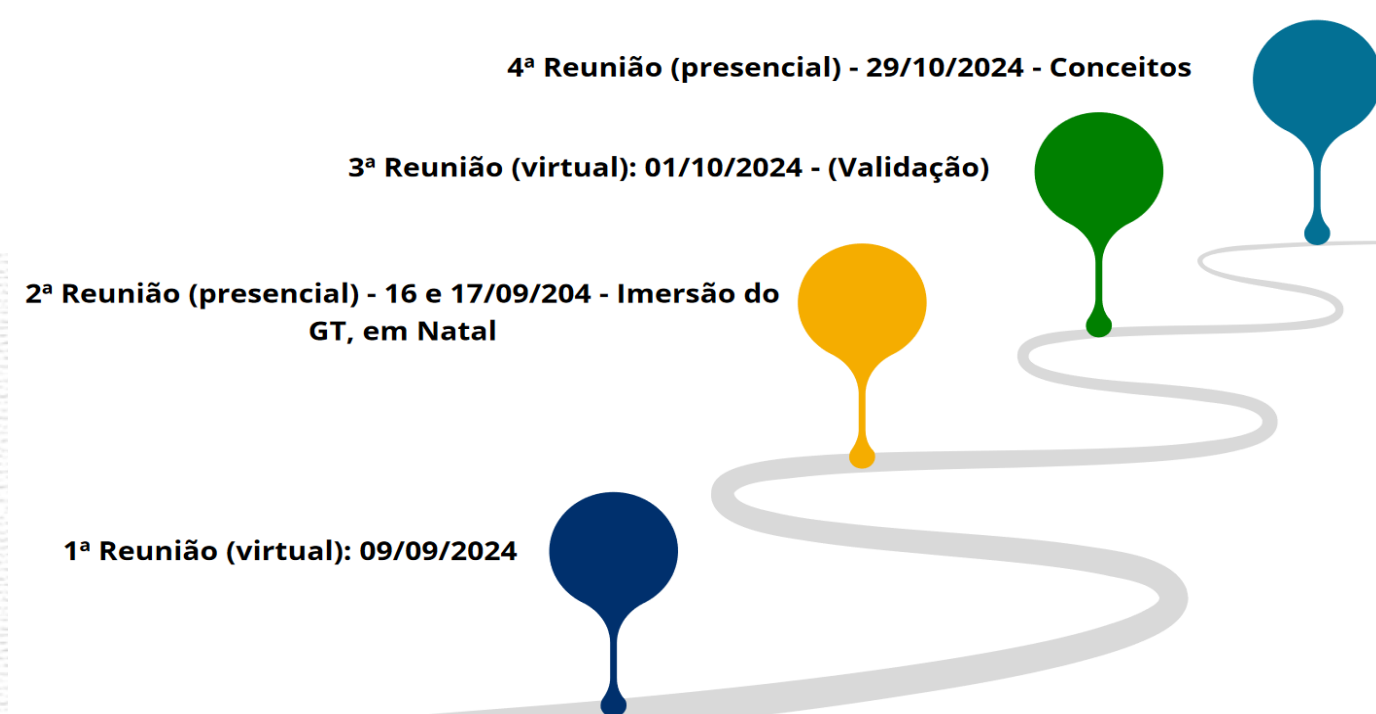 4ª Reunião (presencial) - 29/10/2024 - Conceitos
3ª Reunião (virtual): 01/10/2024 - (Validação)
2ª Reunião (presencial) - 16 e 17/09/204 - Imersão do
GT, em Natal
1ª Reunião (virtual): 09/09/2024